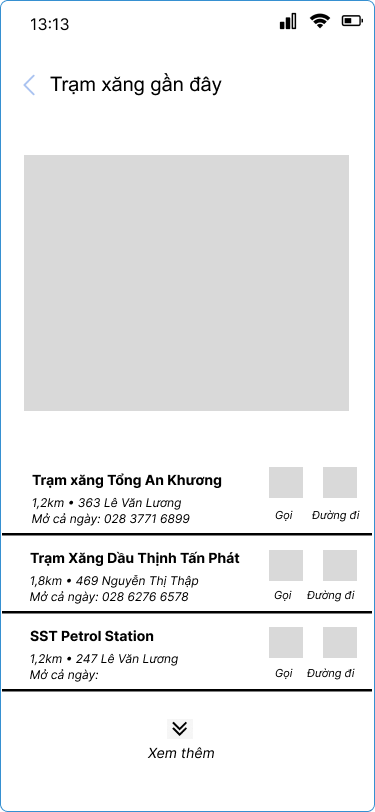 13:13
Trạm xăng gần đây
Trạm xăng Tổng An Khương
1,2km • 363 Lê Văn Lương
Mở cả ngày: 028 3771 6899
Gọi
Đường đi
Trạm Xăng Dầu Thịnh Tấn Phát
1,8km • 469 Nguyễn Thị Thập
Mở cả ngày: 028 6276 6578
Gọi
Đường đi
SST Petrol Station
1,2km • 247 Lê Văn Lương
Mở cả ngày:
Gọi
Đường đi
Xem thêm